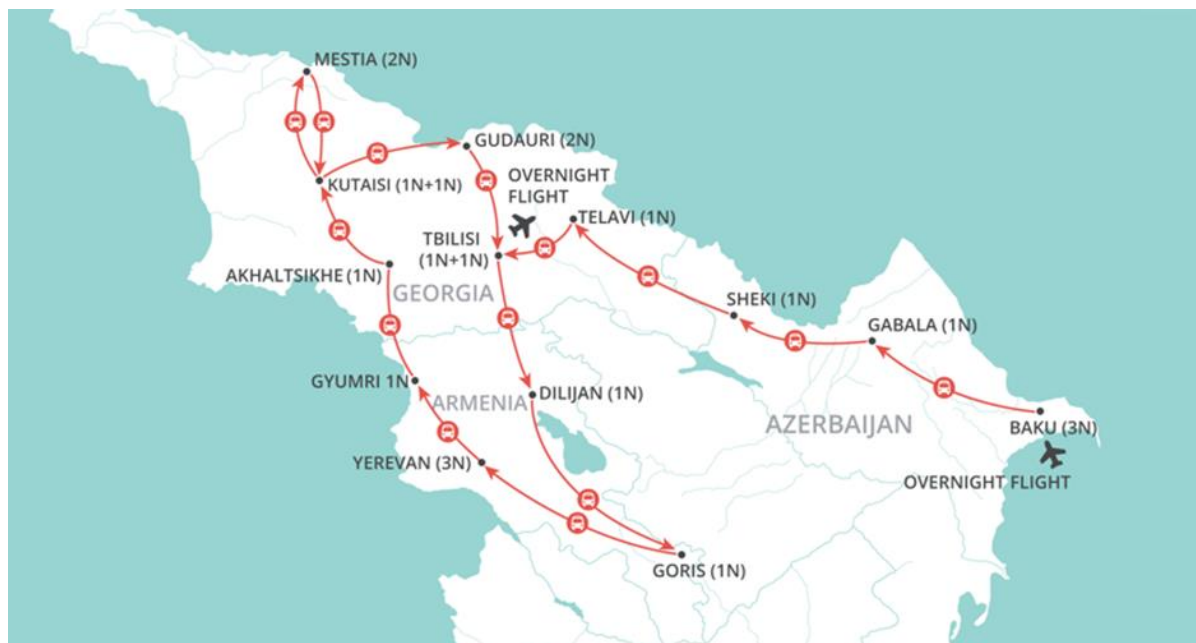 MESTIA (2N)
GUDAURI (2N)
OVERNIGHT
FLIGHT
KUTAISI (1N+1N)
TELAVI (1N)
TBILISI
(1N+1N)
AKHALTSIKHE (1N)
GEORGIA
SHEKI (1N)
GABALA (1N)
GYUMRI 1N
ARMENIA
DILIJAN (1N)
AZERBAIJAN
BAKU (3N)
YEREVAN (3N)
OVERNIGHT FLIGHT
GORIS (1N)